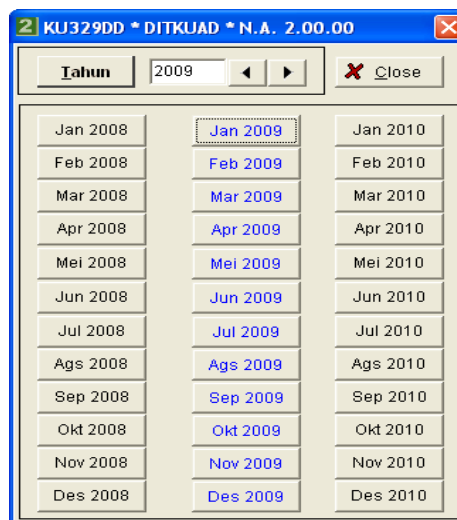 2 KU329DD * DITKUAD * N.A. 2.00.00
Tahun 2009 Close
Jan 2008 Jan 2009 Jan 2010
Feb 2008 Feb 2009 Feb 2010
Mar 2008 Mar 2009 Mar 2010
Apr 2008 Apr 2009 Apr 2010
Mei 2008 Mei 2009 Mei 2010
Jun 2008 Jun 2009 Jun 2010
Jul 2008 Jul 2009 Jul 2010
Ags 2008 Ags 2009 Ags 2010
Sep 2008 Sep 2009 Sep 2010
Okt 2008 Okt 2009 Okt 2010
Nov 2008 Nov 2009 Nov 2010
Des 2008 Des 2009 Des 2010